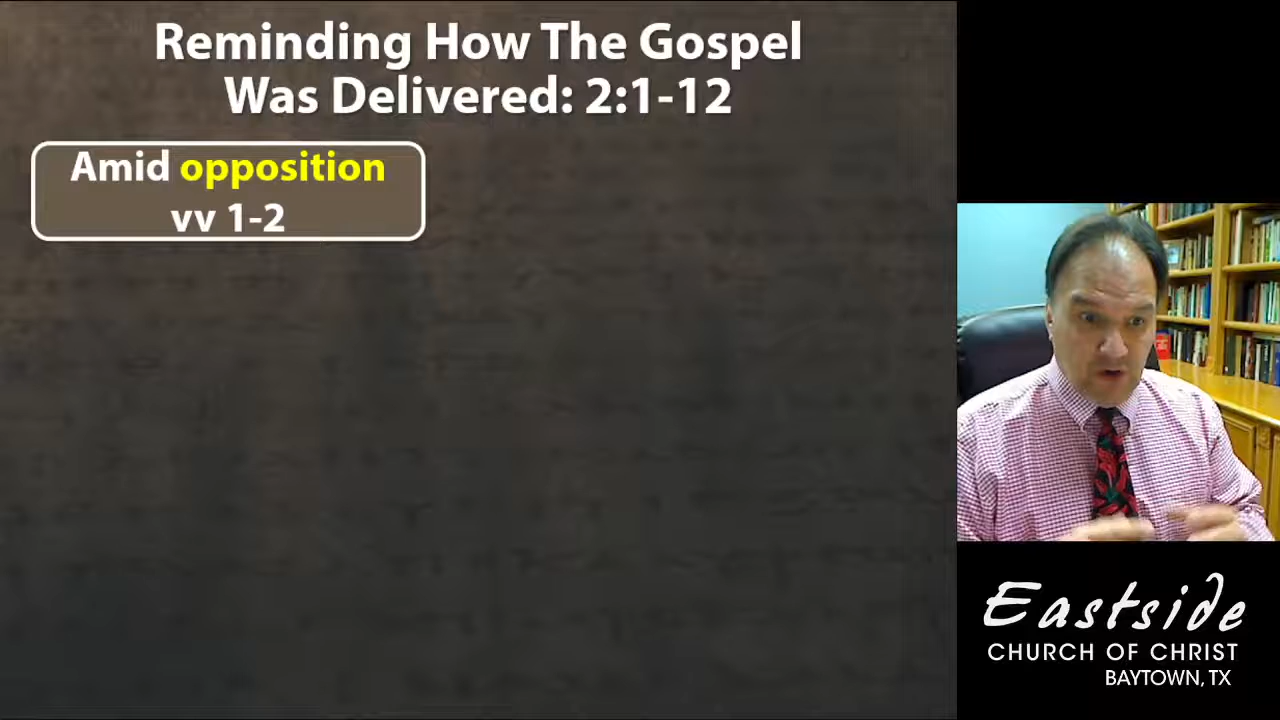 Reminding How The Gospel
Was Delivered: 2:1-12
Amid opposition
vv 1-2
Eastside
CHURCH OF CHRIST
BAYTOWN, TX